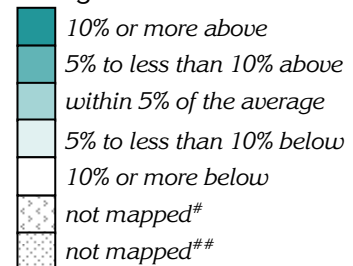 10% or more above
5% to less than 10% above
within 5% of the average
5% to less than 10% below
10% or more below
not mapped#
not mapped##